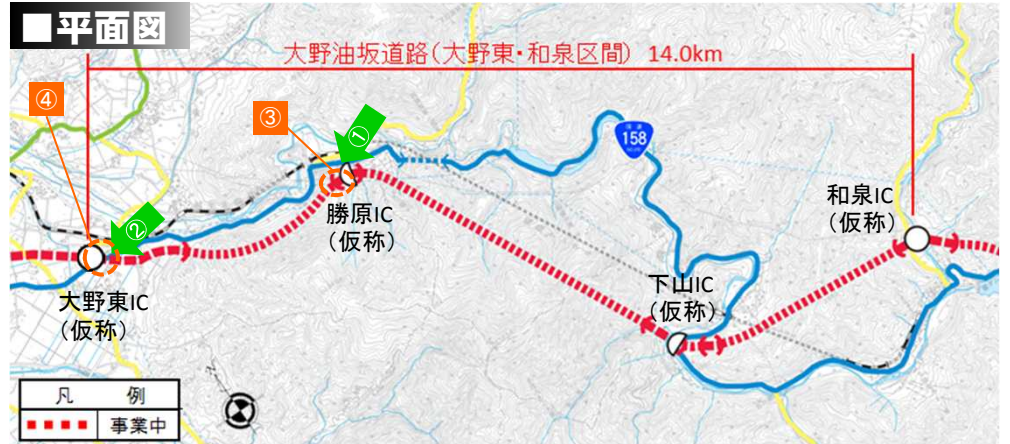 ■平面図
大野油坂道路(大野東・和泉区間) 14.0km
④
③
①
②
国道
158
勝原IC
(仮称)
和泉IC
(仮称)
下山IC
(仮称)
大野東IC
(仮称)
凡 例
事業中